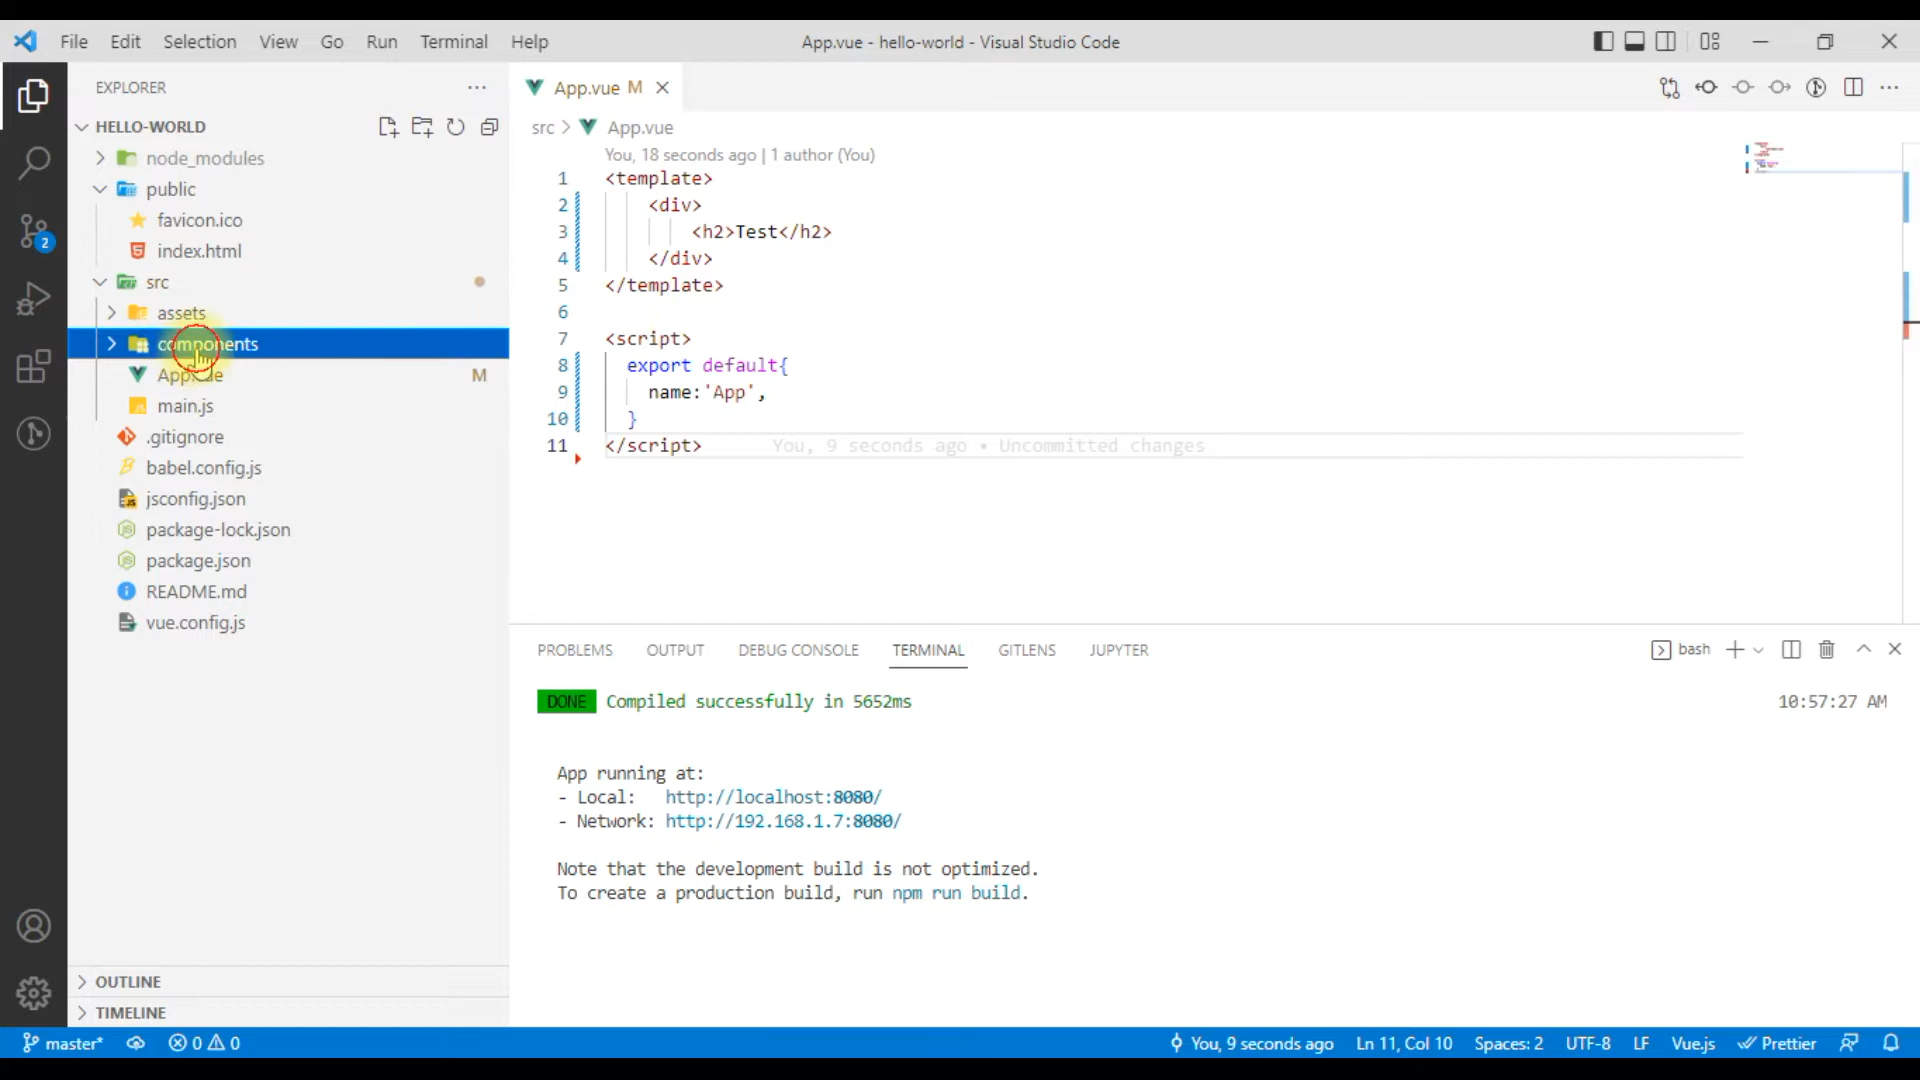 File Edit Selection View Go Run Terminal Help
App.vue - hello-world - Visual Studio Code
EXPLORER
HELLO-WORLD
node_modules
public
favicon.ico
index.html
src
assets
components
App.vue M
main.js
.gitignore
babel.config.js
jsconfig.json
package-lock.json
package.json
README.md
vue.config.js
OUTLINE
TIMELINE
2
App.vue M
src > App.vue
You, 18 seconds ago | 1 author (You)
1 <template>
2 <div>
3 <h2>Test</h2>
4 </div>
5 </template>
6
7 <script>
8 export default{
9 name:'App',
10 }
11 </script> You, 9 seconds ago • Uncommitted changes
PROBLEMS OUTPUT DEBUG CONSOLE TERMINAL GITLENS JUPYTER
bash
DONE Compiled successfully in 5652ms 10:57:27 AM
App running at:
- Local: http://localhost:8080/
- Network: http://192.168.1.7:8080/
Note that the development build is not optimized.
To create a production build, run npm run build.
master* 0 0 You, 9 seconds ago Ln 11, Col 10 Spaces: 2 UTF-8 LF Vue.js Prettier